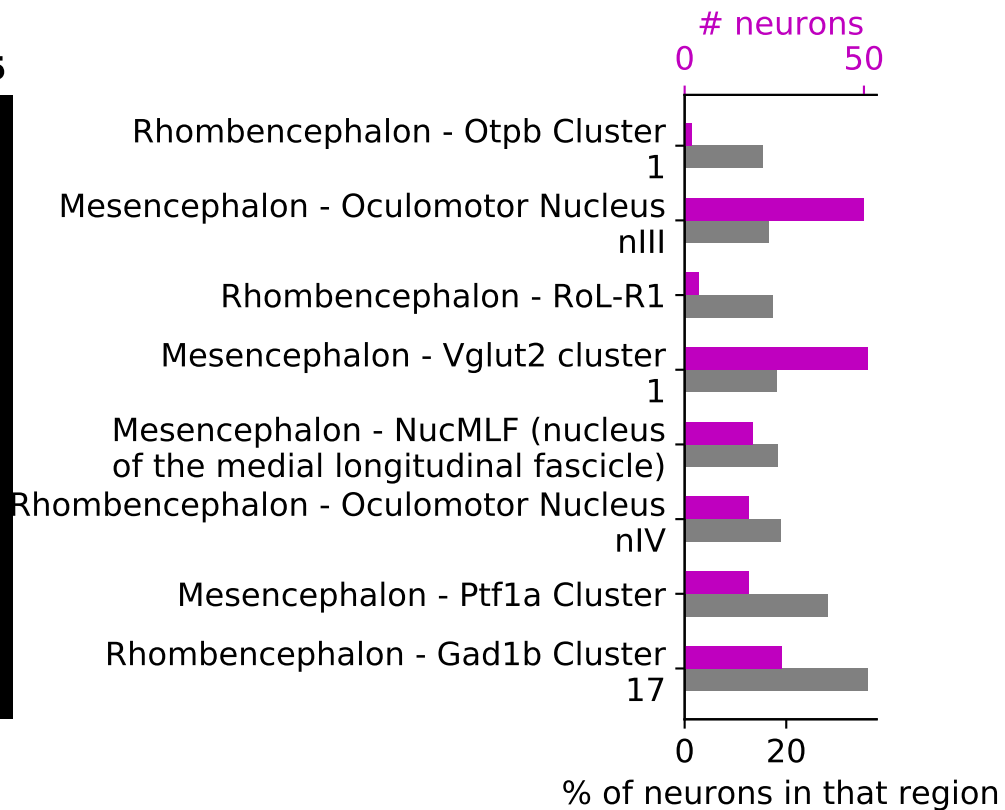 # neurons
0 50
Rhombencephalon - Otpb Cluster
1
Mesencephalon - Oculomotor Nucleus
nIII
Rhombencephalon - RoL-R1
Mesencephalon - Vglut2 cluster
1
Mesencephalon - NucMLF (nucleus
of the medial longitudinal fascicle)
Rhombencephalon - Oculomotor Nucleus
nIV
Mesencephalon - Ptf1a Cluster
Rhombencephalon - Gad1b Cluster
17
0 20
% of neurons in that region